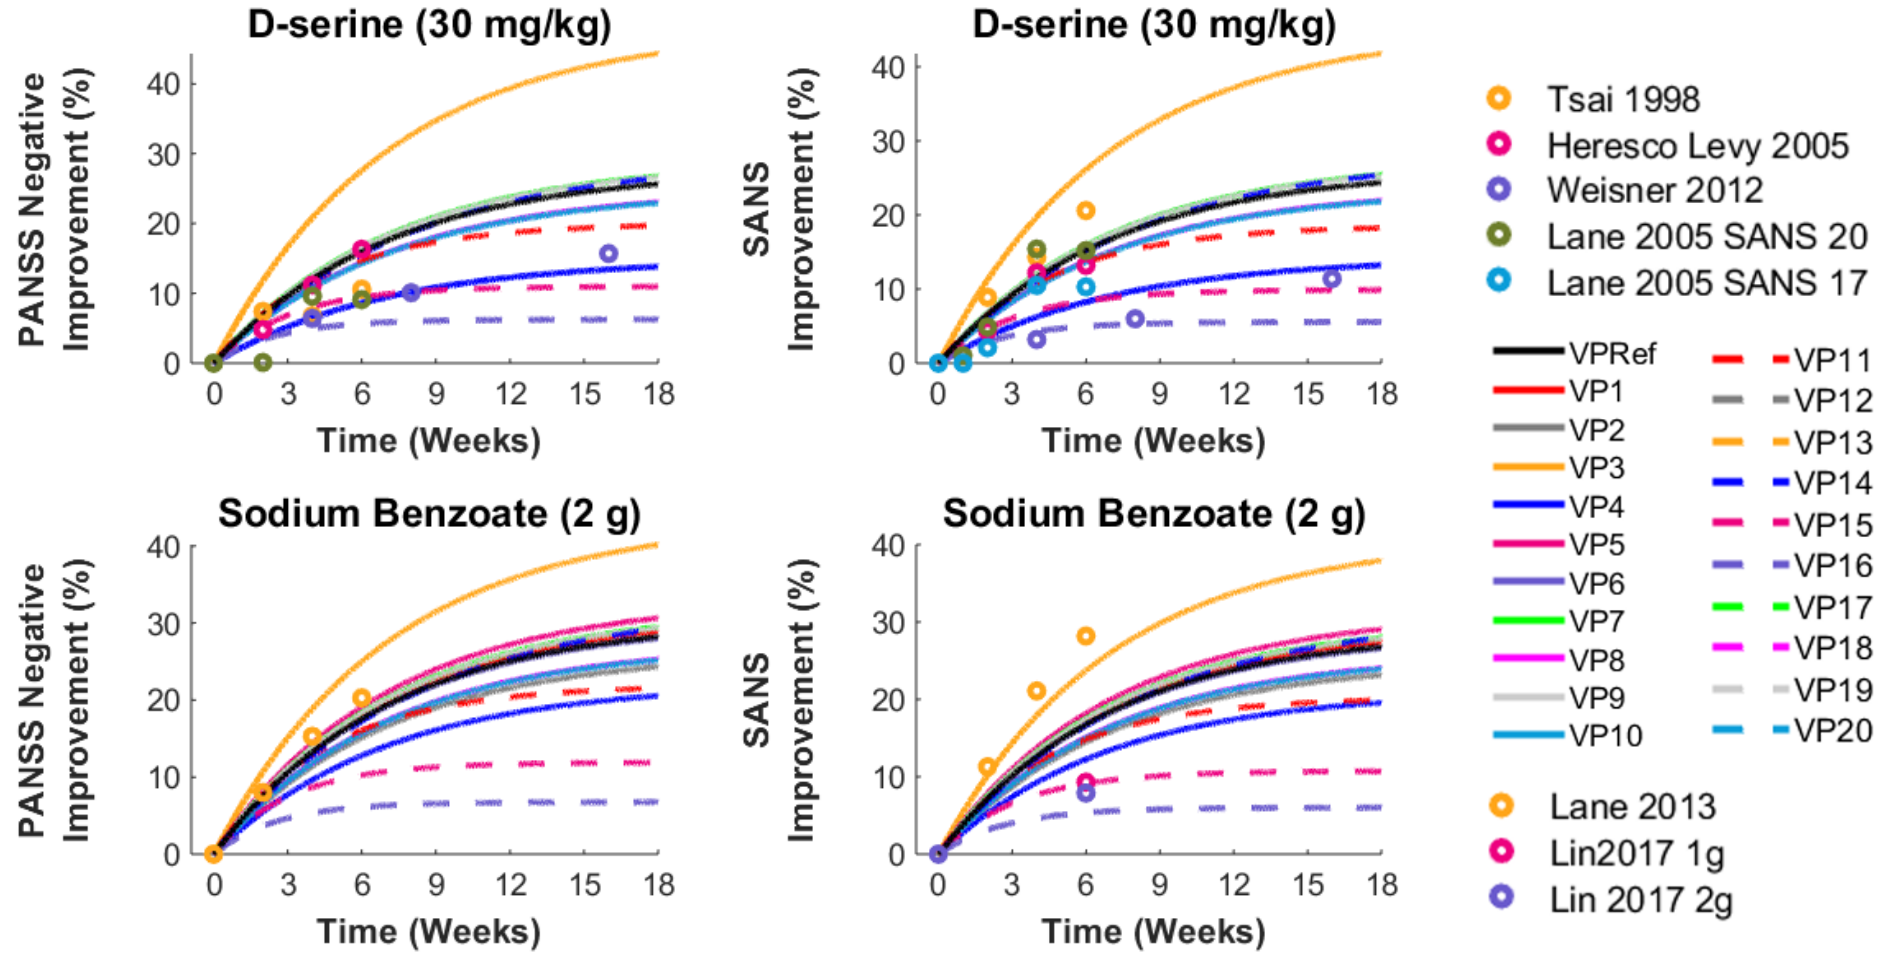 D-serine (30 mg/kg)
PANSS Negative
Improvement (%)
40
30
20
10
0
0 3 6 9 12 15 18
Time (Weeks)
D-serine (30 mg/kg)
SANS
Improvement (%)
40
30
20
10
0
0 3 6 9 12 15 18
Time (Weeks)
Sodium Benzoate (2 g)
PANSS Negative
Improvement (%)
40
30
20
10
0
0 3 6 9 12 15 18
Time (Weeks)
Sodium Benzoate (2 g)
SANS
Improvement (%)
40
30
20
10
0
0 3 6 9 12 15 18
Time (Weeks)
Tsai 1998
Heresco Levy 2005
Weisner 2012
Lane 2005 SANS 20
Lane 2005 SANS 17
VPRef
VP1
VP2
VP3
VP4
VP5
VP6
VP7
VP8
VP9
VP10
VP11
VP12
VP13
VP14
VP15
VP16
VP17
VP18
VP19
VP20
Lane 2013
Lin2017 1g
Lin 2017 2g